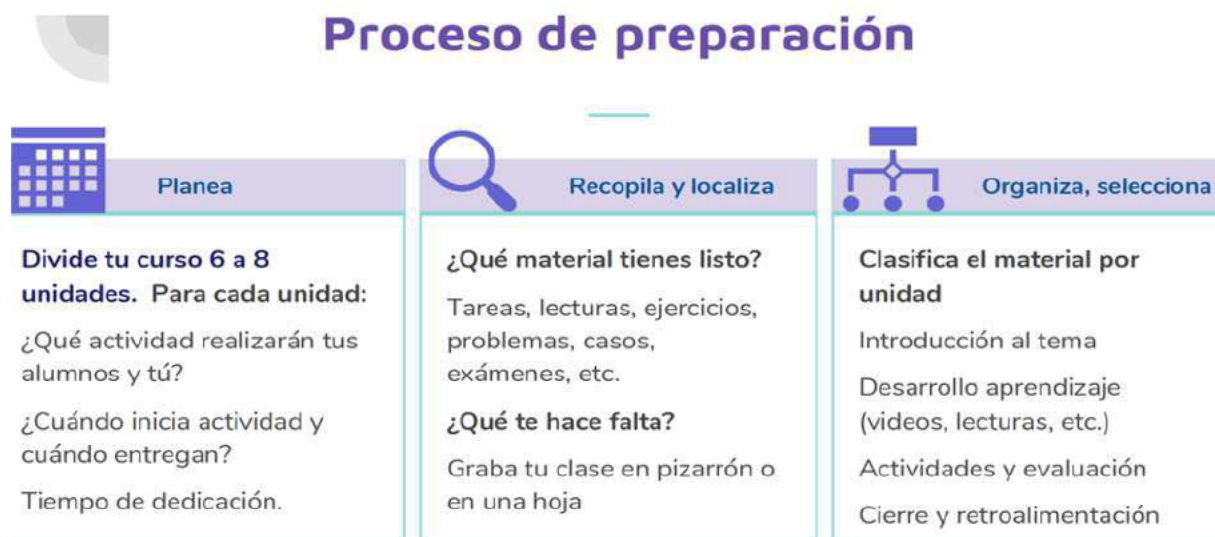 Proceso de preparación
Planea
Divide tu curso 6 a 8
unidades. Para cada unidad:
¿Qué actividad realizarán tus
alumnos y tú?
¿Cuándo inicia actividad y
cuándo entregan?
Tiempo de dedicación.
Recopila y localiza
¿Qué material tienes listo?
Tareas, lecturas, ejercicios,
problemas, casos,
exámenes, etc.
¿Qué te hace falta?
Graba tu clase en pizarrón o
en una hoja
Organiza, selecciona
Clasifica el material por
unidad
Introducción al tema
Desarrollo aprendizaje
(videos, lecturas, etc.)
Actividades y evaluación
Cierre y retroalimentación